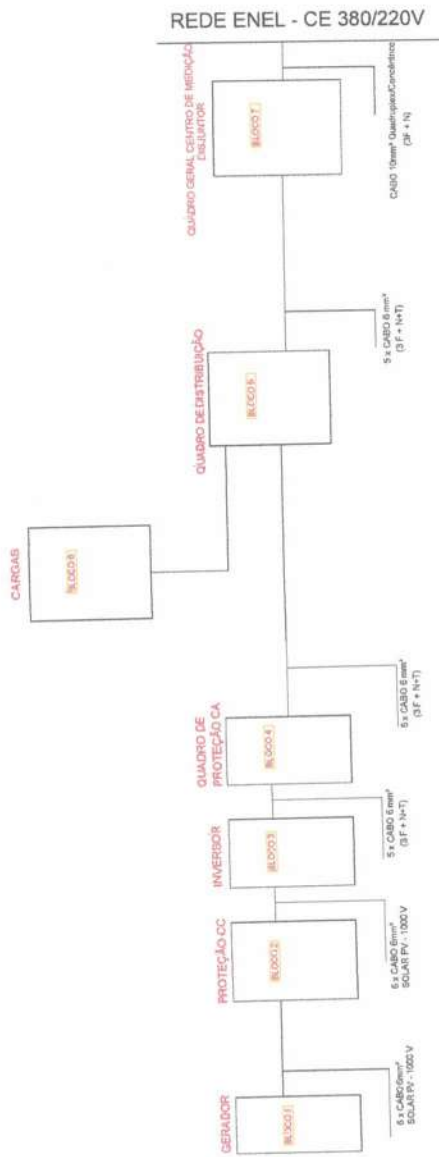 REDE ENEL - CE 380/220V
QUADRO GERAL CENTRO DE MEDIÇÃO
DISJUNTOR
BLOCO 7
CABO 10mm² Quadruplex/Concêntrico
(3F + N)
QUADRO DE DISTRIBUIÇÃO
BLOCO 5
5 x CABO 6 mm²
(3 F + N+T)
CARGAS
BLOCO 6
QUADRO DE
PROTEÇÃO CA
BLOCO 4
5 x CABO 6 mm²
(3 F + N+T)
INVERSOR
BLOCO 3
5 x CABO 6 mm²
(3 F + N+T)
PROTEÇÃO CC
BLOCO 2
6 x CABO 6mm²
SOLAR PV - 1000 V
GERADOR
BLOCO 1
6 x CABO 6mm²
SOLAR PV - 1000 V